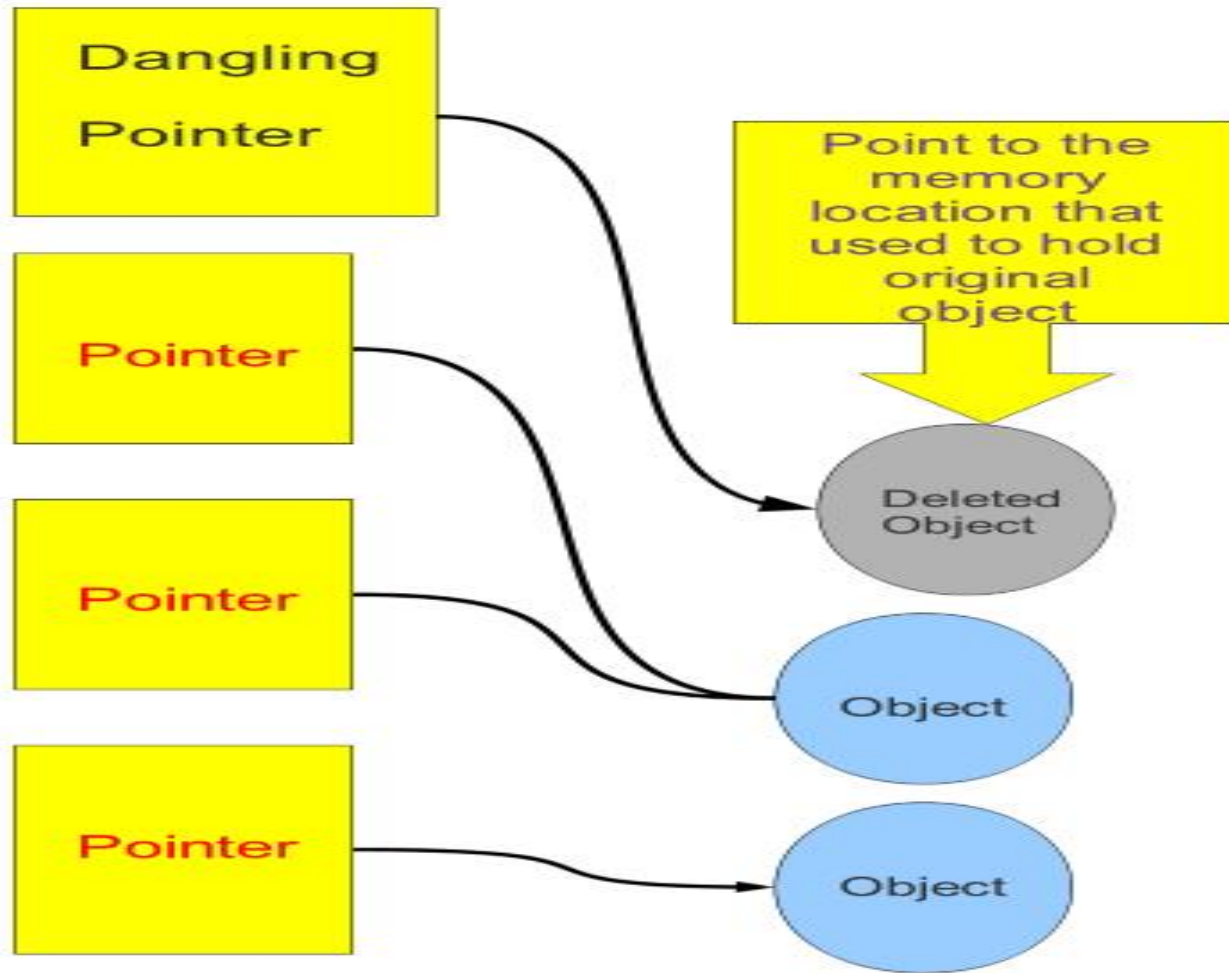 Dangling
Pointer
Point to the
memory
location that
used to hold
original
object
Pointer
Deleted
Object
Pointer
Object
Pointer
Object